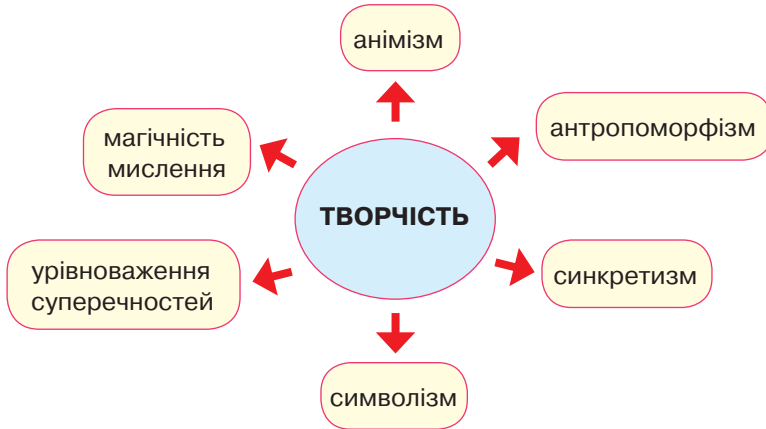 анімізм
магічність
мислення
антропоморфізм
ТВОРЧІСТЬ
урівноваження
суперечностей
синкретизм
символізм